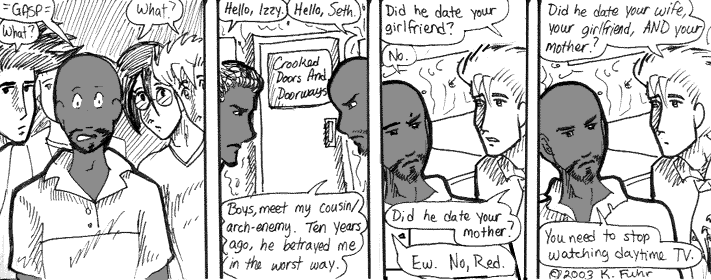 =GASP=
What?
What?
Hello, Izzy.
Hello, Seth.
Crooked
Doors And
Doorways
Boys, meet my cousin/
arch-enemy. Ten years
ago, he betrayed me
in the worst way.
Did he date your
girlfriend?
No.
Did he date your
mother?
Ew. No, Red.
Did he date your wife,
your girlfriend, AND your
mother?
You need to stop
watching daytime TV.
©2003 K. Fuhr